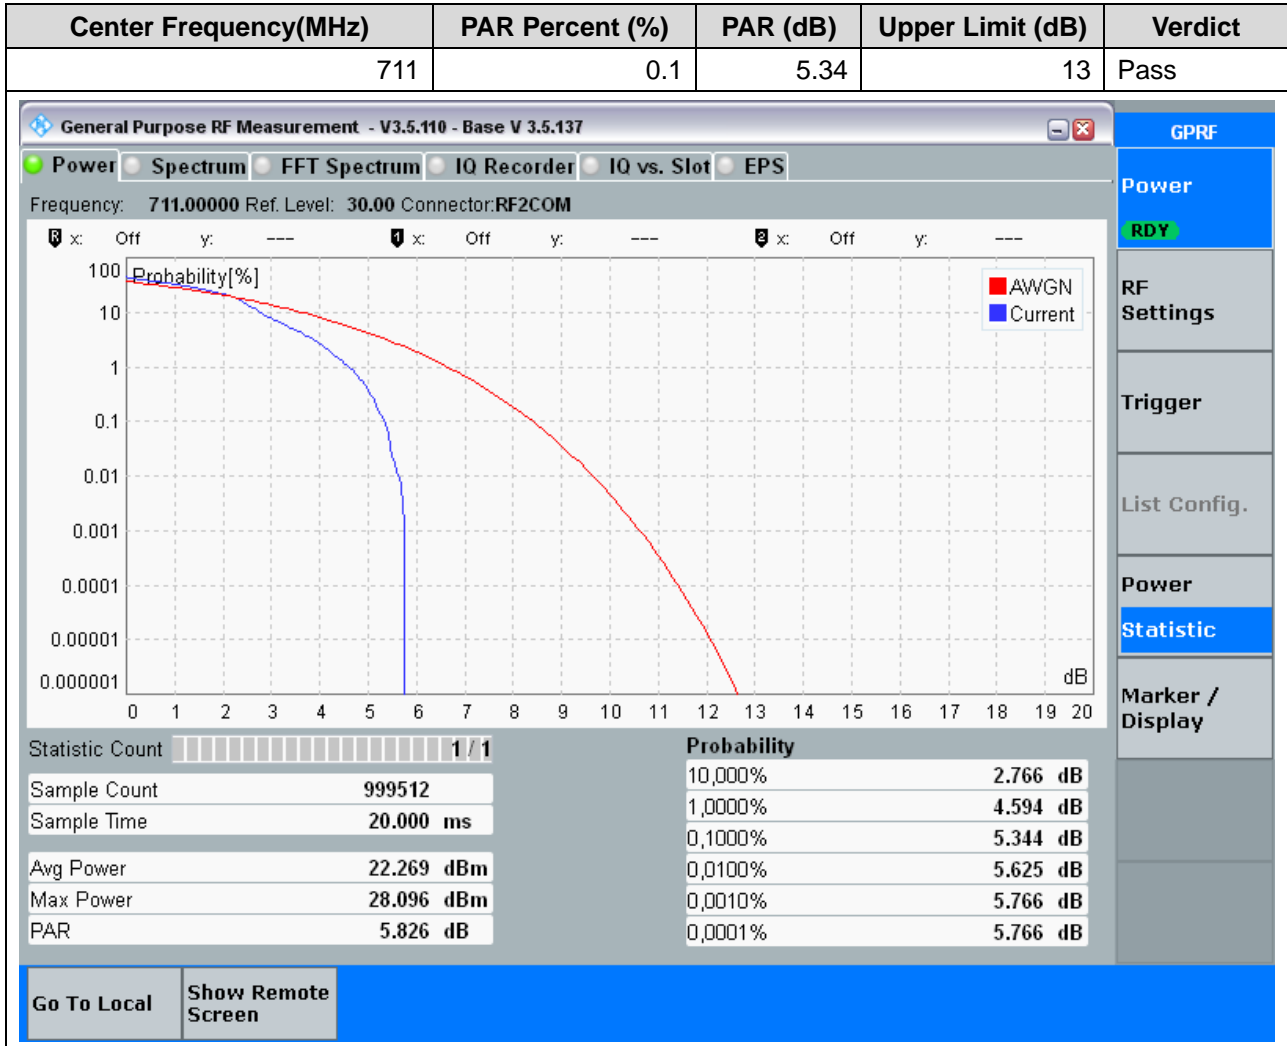 Center Frequency(MHz) PAR Percent (%) PAR (dB) Upper Limit (dB) Verdict
711 0.1 5.34 13 Pass
General Purpose RF Measurement - V3.5.110 - Base V 3.5.137
GPRF
Power Spectrum FFT Spectrum IQ Recorder IQ vs. Slot EPS
Frequency: 711.00000 Ref. Level: 30.00 Connector:RF2COM
R x: Off y: --- 1 x: Off y: --- 2 x: Off y: ---
Probability[%]
AWGN
Current
100
10
1
0.1
0.01
0.001
0.0001
0.00001
0.000001
dB
0 1 2 3 4 5 6 7 8 9 10 11 12 13 14 15 16 17 18 19 20
Statistic Count 1 / 1
Sample Count 999512
Sample Time 20.000 ms
Avg Power 22.269 dBm
Max Power 28.096 dBm
PAR 5.826 dB
Probability
10,000% 2.766 dB
1,0000% 4.594 dB
0,1000% 5.344 dB
0,0100% 5.625 dB
0,0010% 5.766 dB
0,0001% 5.766 dB
Power
RDY
RF
Settings
Trigger
List Config.
Power
Statistic
Marker /
Display
Go To Local
Show Remote
Screen